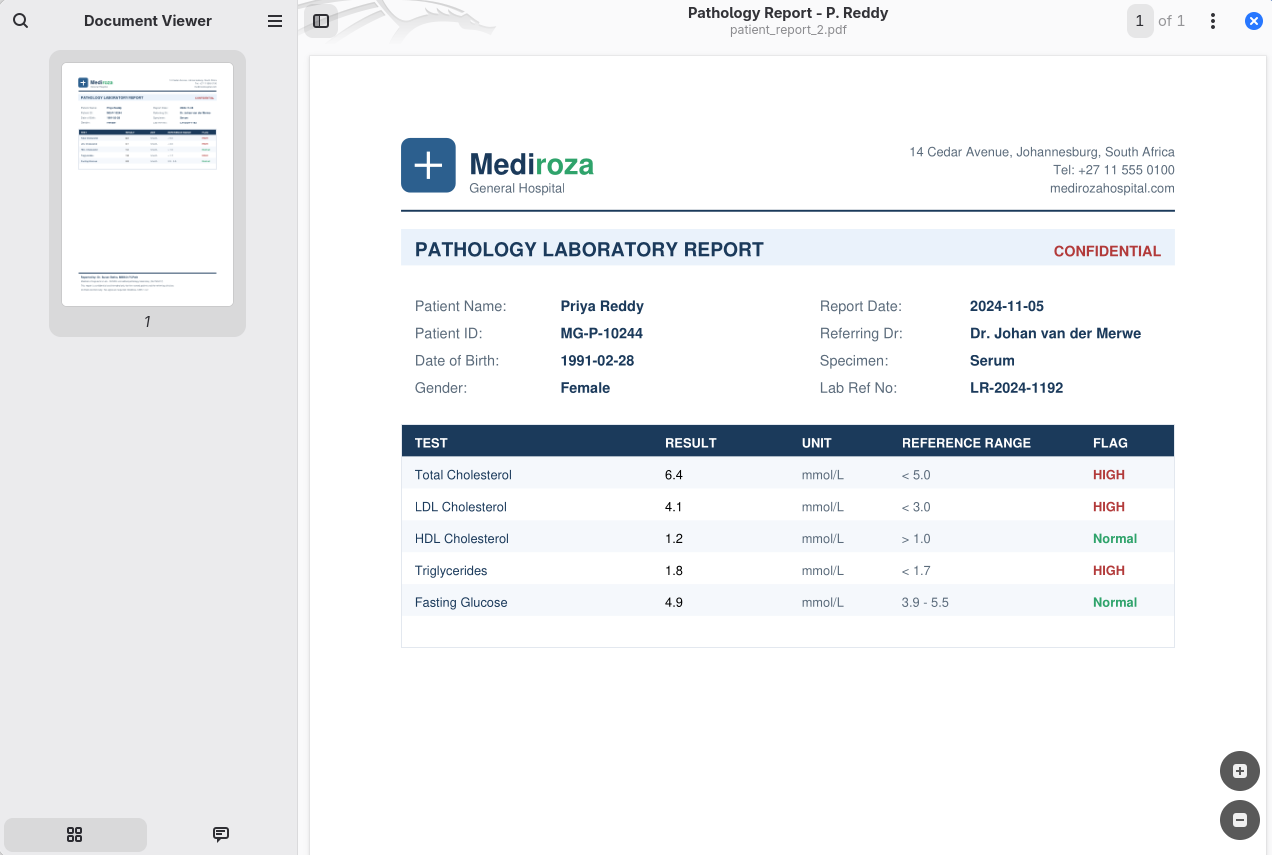 Document Viewer
Pathology Report - P. Reddy
patient_report_2.pdf
1 of 1
Mediroza
General Hospital
14 Cedar Avenue, Johannesburg, South Africa
Tel: +27 11 555 0100
medirozahospital.com
PATHOLOGY LABORATORY REPORT CONFIDENTIAL
Patient Name: Priya Reddy Report Date: 2024-11-05
Patient ID: MG-P-10244 Referring Dr: Dr. Johan van der Merwe
Date of Birth: 1991-02-28 Specimen: Serum
Gender: Female Lab Ref No: LR-2024-1192
TEST RESULT UNIT REFERENCE RANGE FLAG
Total Cholesterol 6.4 mmol/L < 5.0 HIGH
LDL Cholesterol 4.1 mmol/L < 3.0 HIGH
HDL Cholesterol 1.2 mmol/L > 1.0 Normal
Triglycerides 1.8 mmol/L < 1.7 HIGH
Fasting Glucose 4.9 mmol/L 3.9 - 5.5 Normal
Mediroza
PATHOLOGY LABORATORY REPORT
1